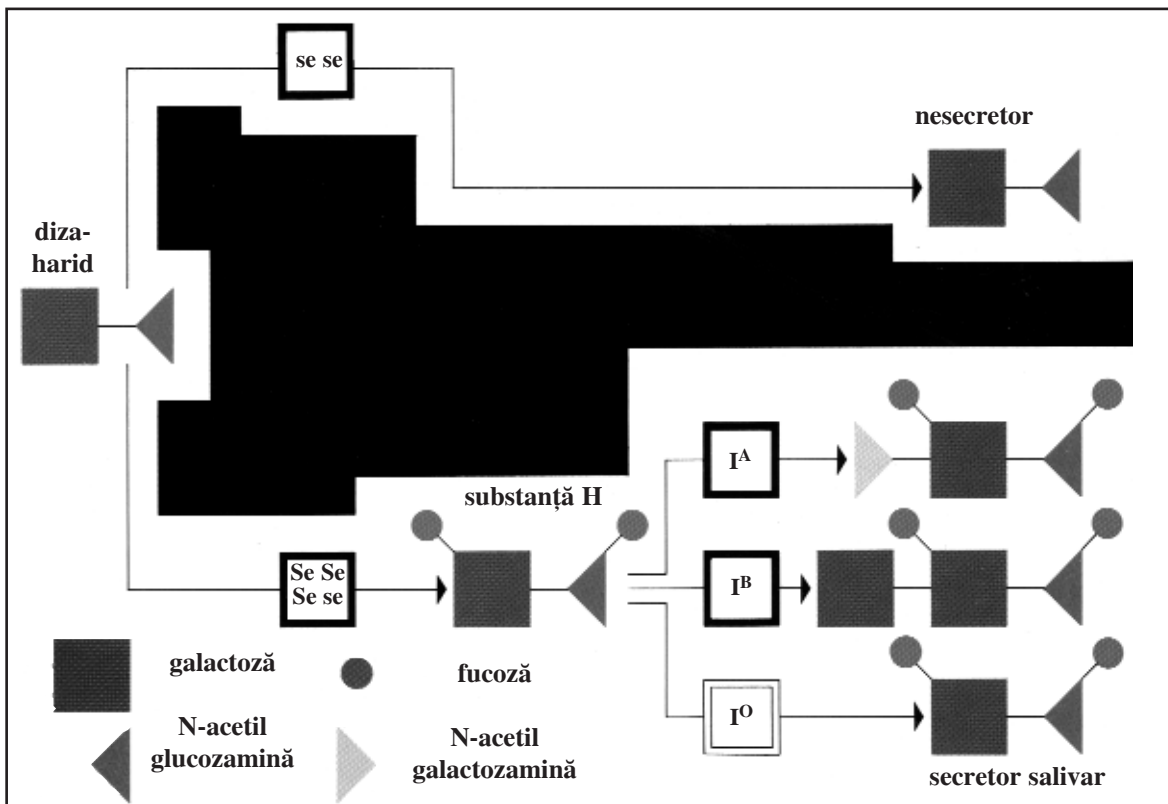 se se
nesecretor
diza-
harid
substanță H
I^A
Se Se
Se se
I^B
I^O
galactoză
fucoză
N-acetil
glucozamină
N-acetil
galactozamină
secretor salivar